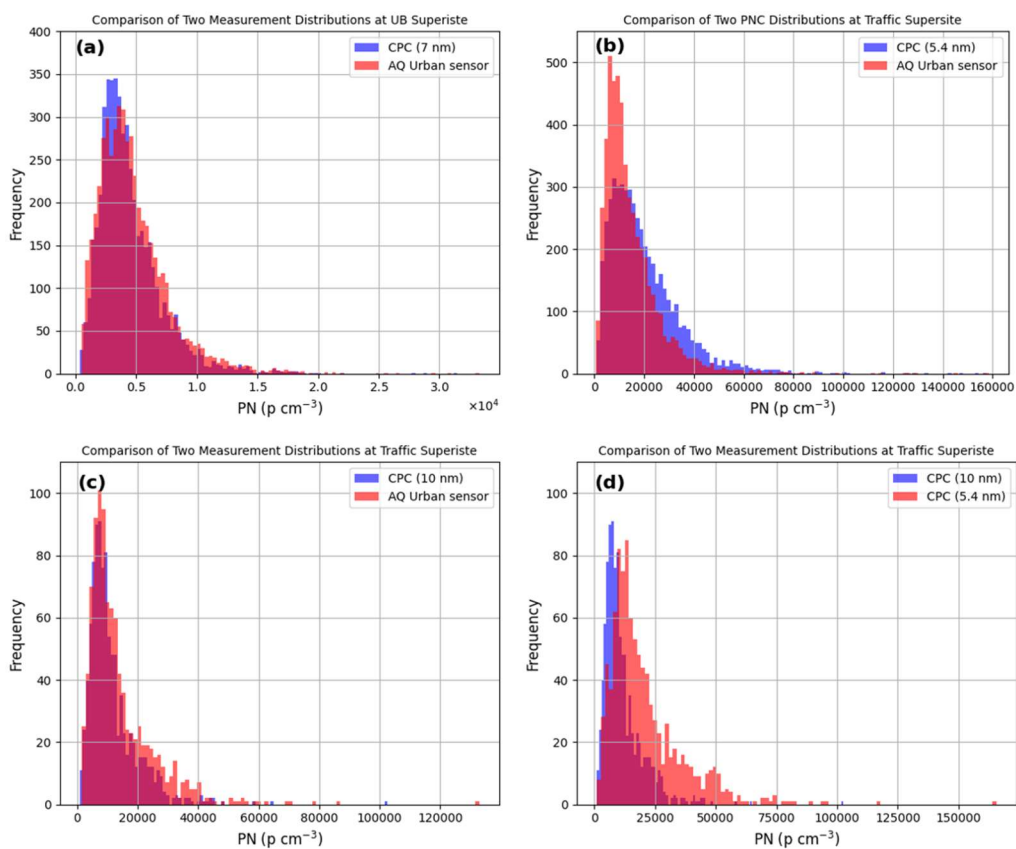 Comparison of Two Measurement Distributions at UB Superiste
(a)
CPC (7 nm)
AQ Urban sensor
Frequency
400
350
300
250
200
150
100
50
0
0.0 0.5 1.0 1.5 2.0 2.5 3.0
×10⁴
PN (p cm⁻³)
Comparison of Two PNC Distributions at Traffic Supersite
(b)
CPC (5.4 nm)
AQ Urban sensor
Frequency
500
400
300
200
100
0
0 20000 40000 60000 80000 100000 120000 140000 160000
PN (p cm⁻³)
Comparison of Two Measurement Distributions at Traffic Superiste
(c)
CPC (10 nm)
AQ Urban sensor
Frequency
100
80
60
40
20
0
0 20000 40000 60000 80000 100000 120000
PN (p cm⁻³)
Comparison of Two Measurement Distributions at Traffic Superiste
(d)
CPC (10 nm)
CPC (5.4 nm)
Frequency
100
80
60
40
20
0
0 25000 50000 75000 100000 125000 150000
PN (p cm⁻³)